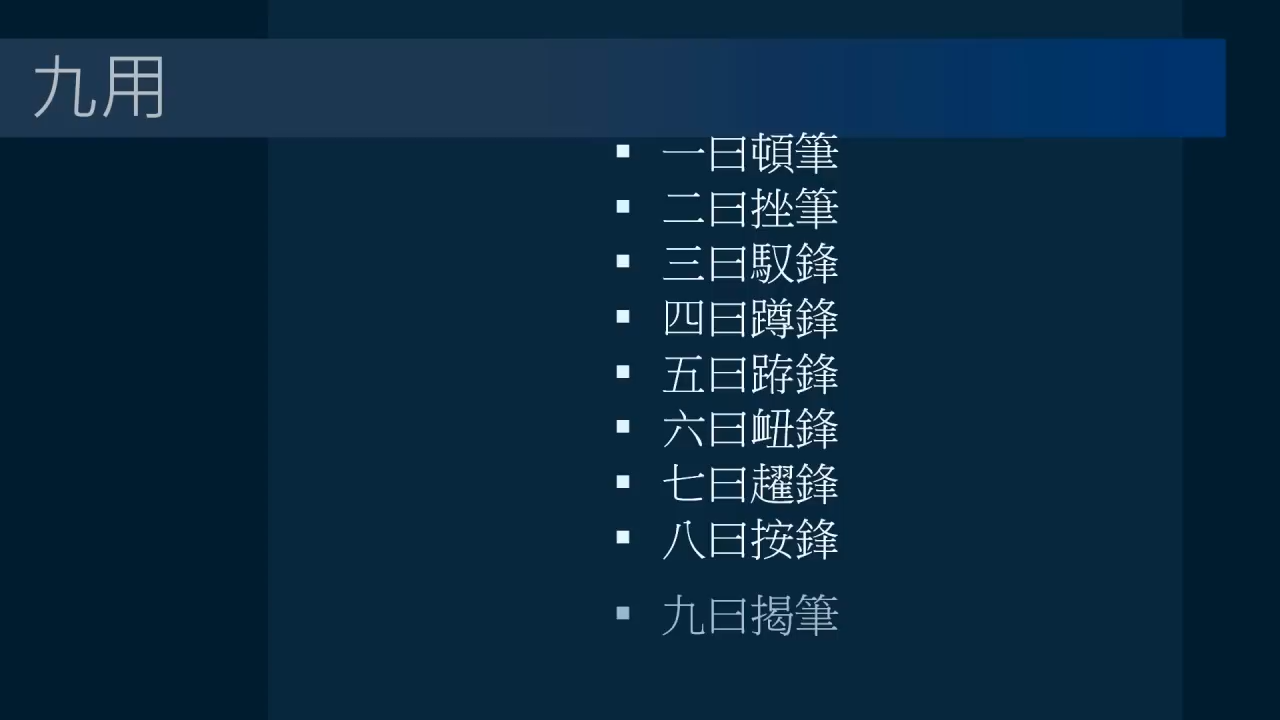 九用
一曰頓筆
二曰挫筆
三曰馭鋒
四曰蹲鋒
五曰䟕鋒
六曰衄鋒
七曰趯鋒
八曰按鋒
九曰揭筆